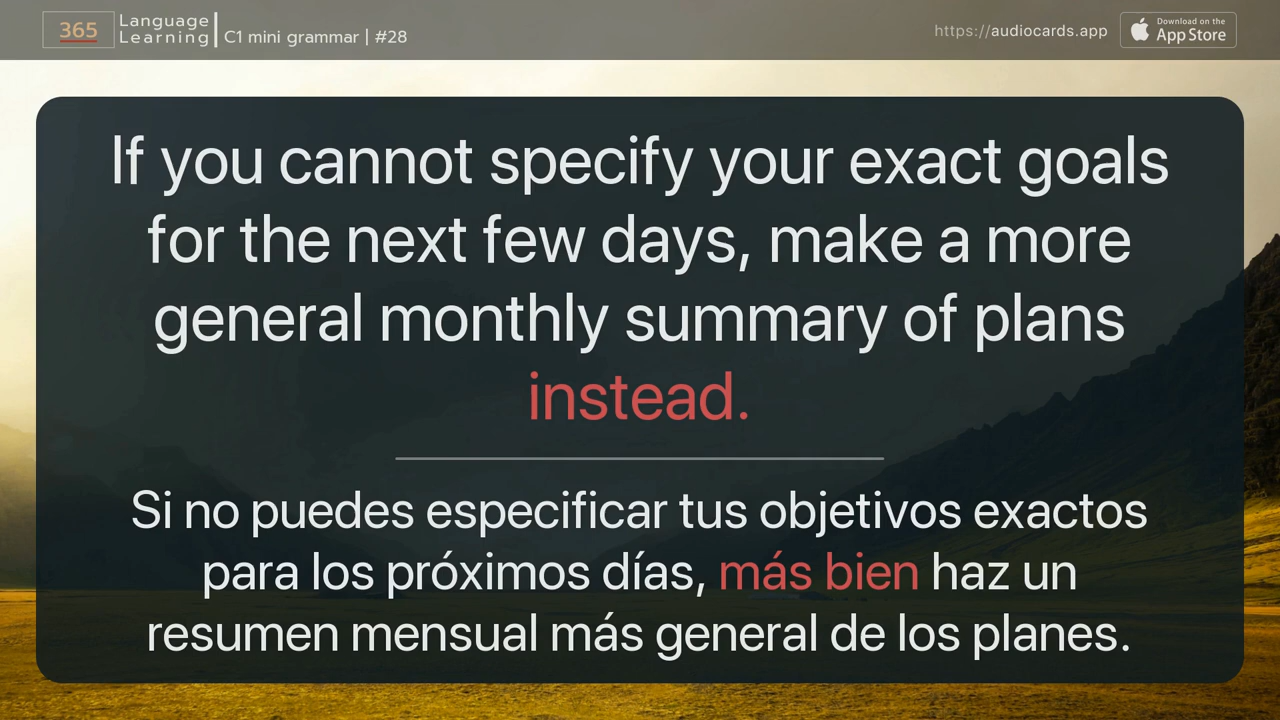 365
Language
Learning
C1 mini grammar | #28
https://audiocards.app
Download on the
App Store
If you cannot specify your exact goals
for the next few days, make a more
general monthly summary of plans
instead.
Si no puedes especificar tus objetivos exactos
para los próximos días, más bien haz un
resumen mensual más general de los planes.